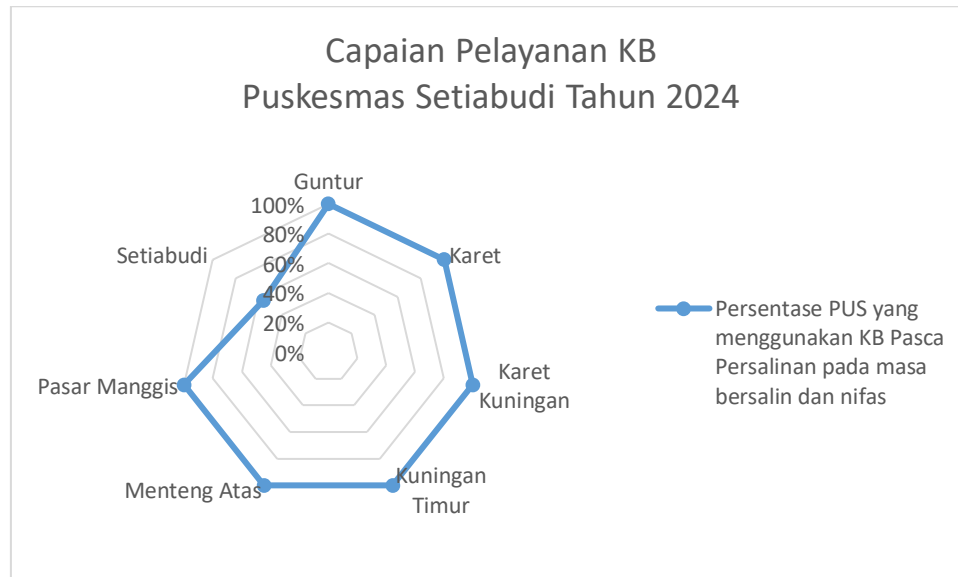 Capaian Pelayanan KB
Puskesmas Setiabudi Tahun 2024
Guntur
100%
80%
60%
40%
20%
0%
Setiabudi
Karet
Karet
Kuningan
Pasar Manggis
Menteng Atas
Kuningan
Timur
Persentase PUS yang
menggunakan KB Pasca
Persalinan pada masa
bersalin dan nifas